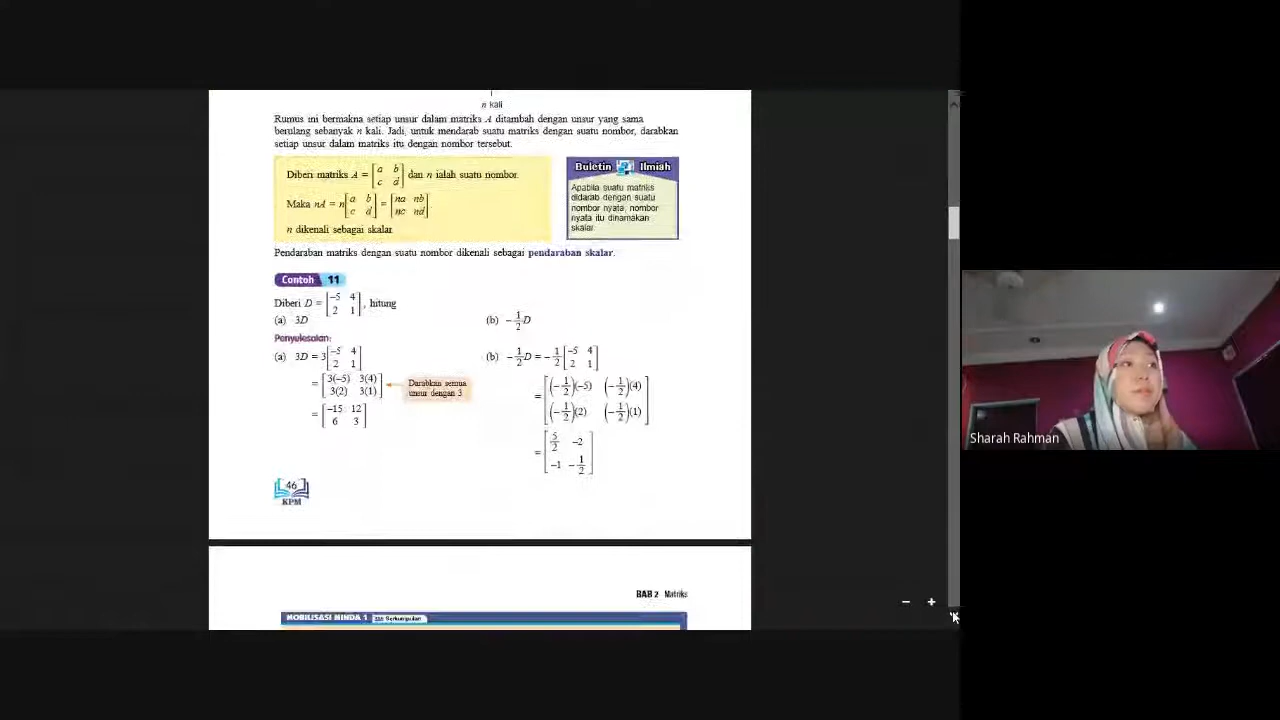 n kali
Rumus ini bermakna setiap unsur dalam matriks A ditambah dengan unsur yang sama
berulang sebanyak n kali. Jadi, untuk mendarab suatu matriks dengan suatu nombor, darabkan
setiap unsur dalam matriks itu dengan nombor tersebut.
Diberi matriks A = [a b; c d] dan n ialah suatu nombor.
Maka nA = n[a b; c d] = [na nb; nc nd].
n dikenali sebagai skalar.
Buletin Ilmiah
Apabila suatu matriks
didarab dengan suatu
nombor nyata, nombor
nyata itu dinamakan
skalar.
Pendaraban matriks dengan suatu nombor dikenali sebagai pendaraban skalar.
Contoh 11
Diberi D = [−5 4; 2 1], hitung
(a) 3D (b) −1/2 D
Penyelesaian:
(a) 3D = 3[−5 4; 2 1]
= [3(−5) 3(4); 3(2) 3(1)]
Darabkan semua
unsur dengan 3
= [−15 12; 6 3]
(b) −1/2 D = −1/2 [−5 4; 2 1]
= [(−1/2)(−5) (−1/2)(4); (−1/2)(2) (−1/2)(1)]
= [5/2 −2; −1 −1/2]
46
KPM
BAB 2 Matriks
MOBILISASI MINDA 1 Berkumpulan
Sharah Rahman